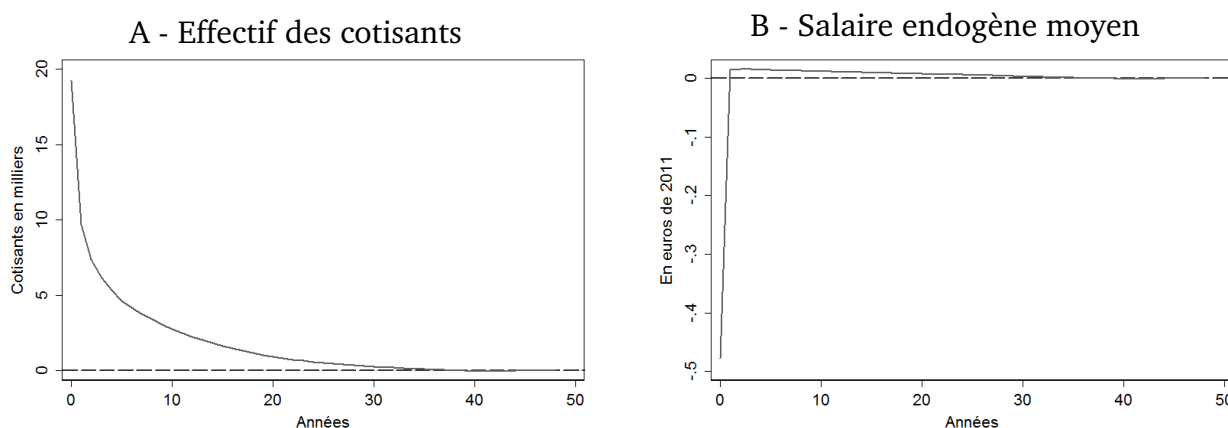 A - Effectif des cotisants
20
15
10
5
0
Cotisants en milliers
0 10 20 30 40 50
Années
B - Salaire endogène moyen
0
-.1
-.2
-.3
-.4
-.5
En euros de 2011
0 10 20 30 40 50
Années